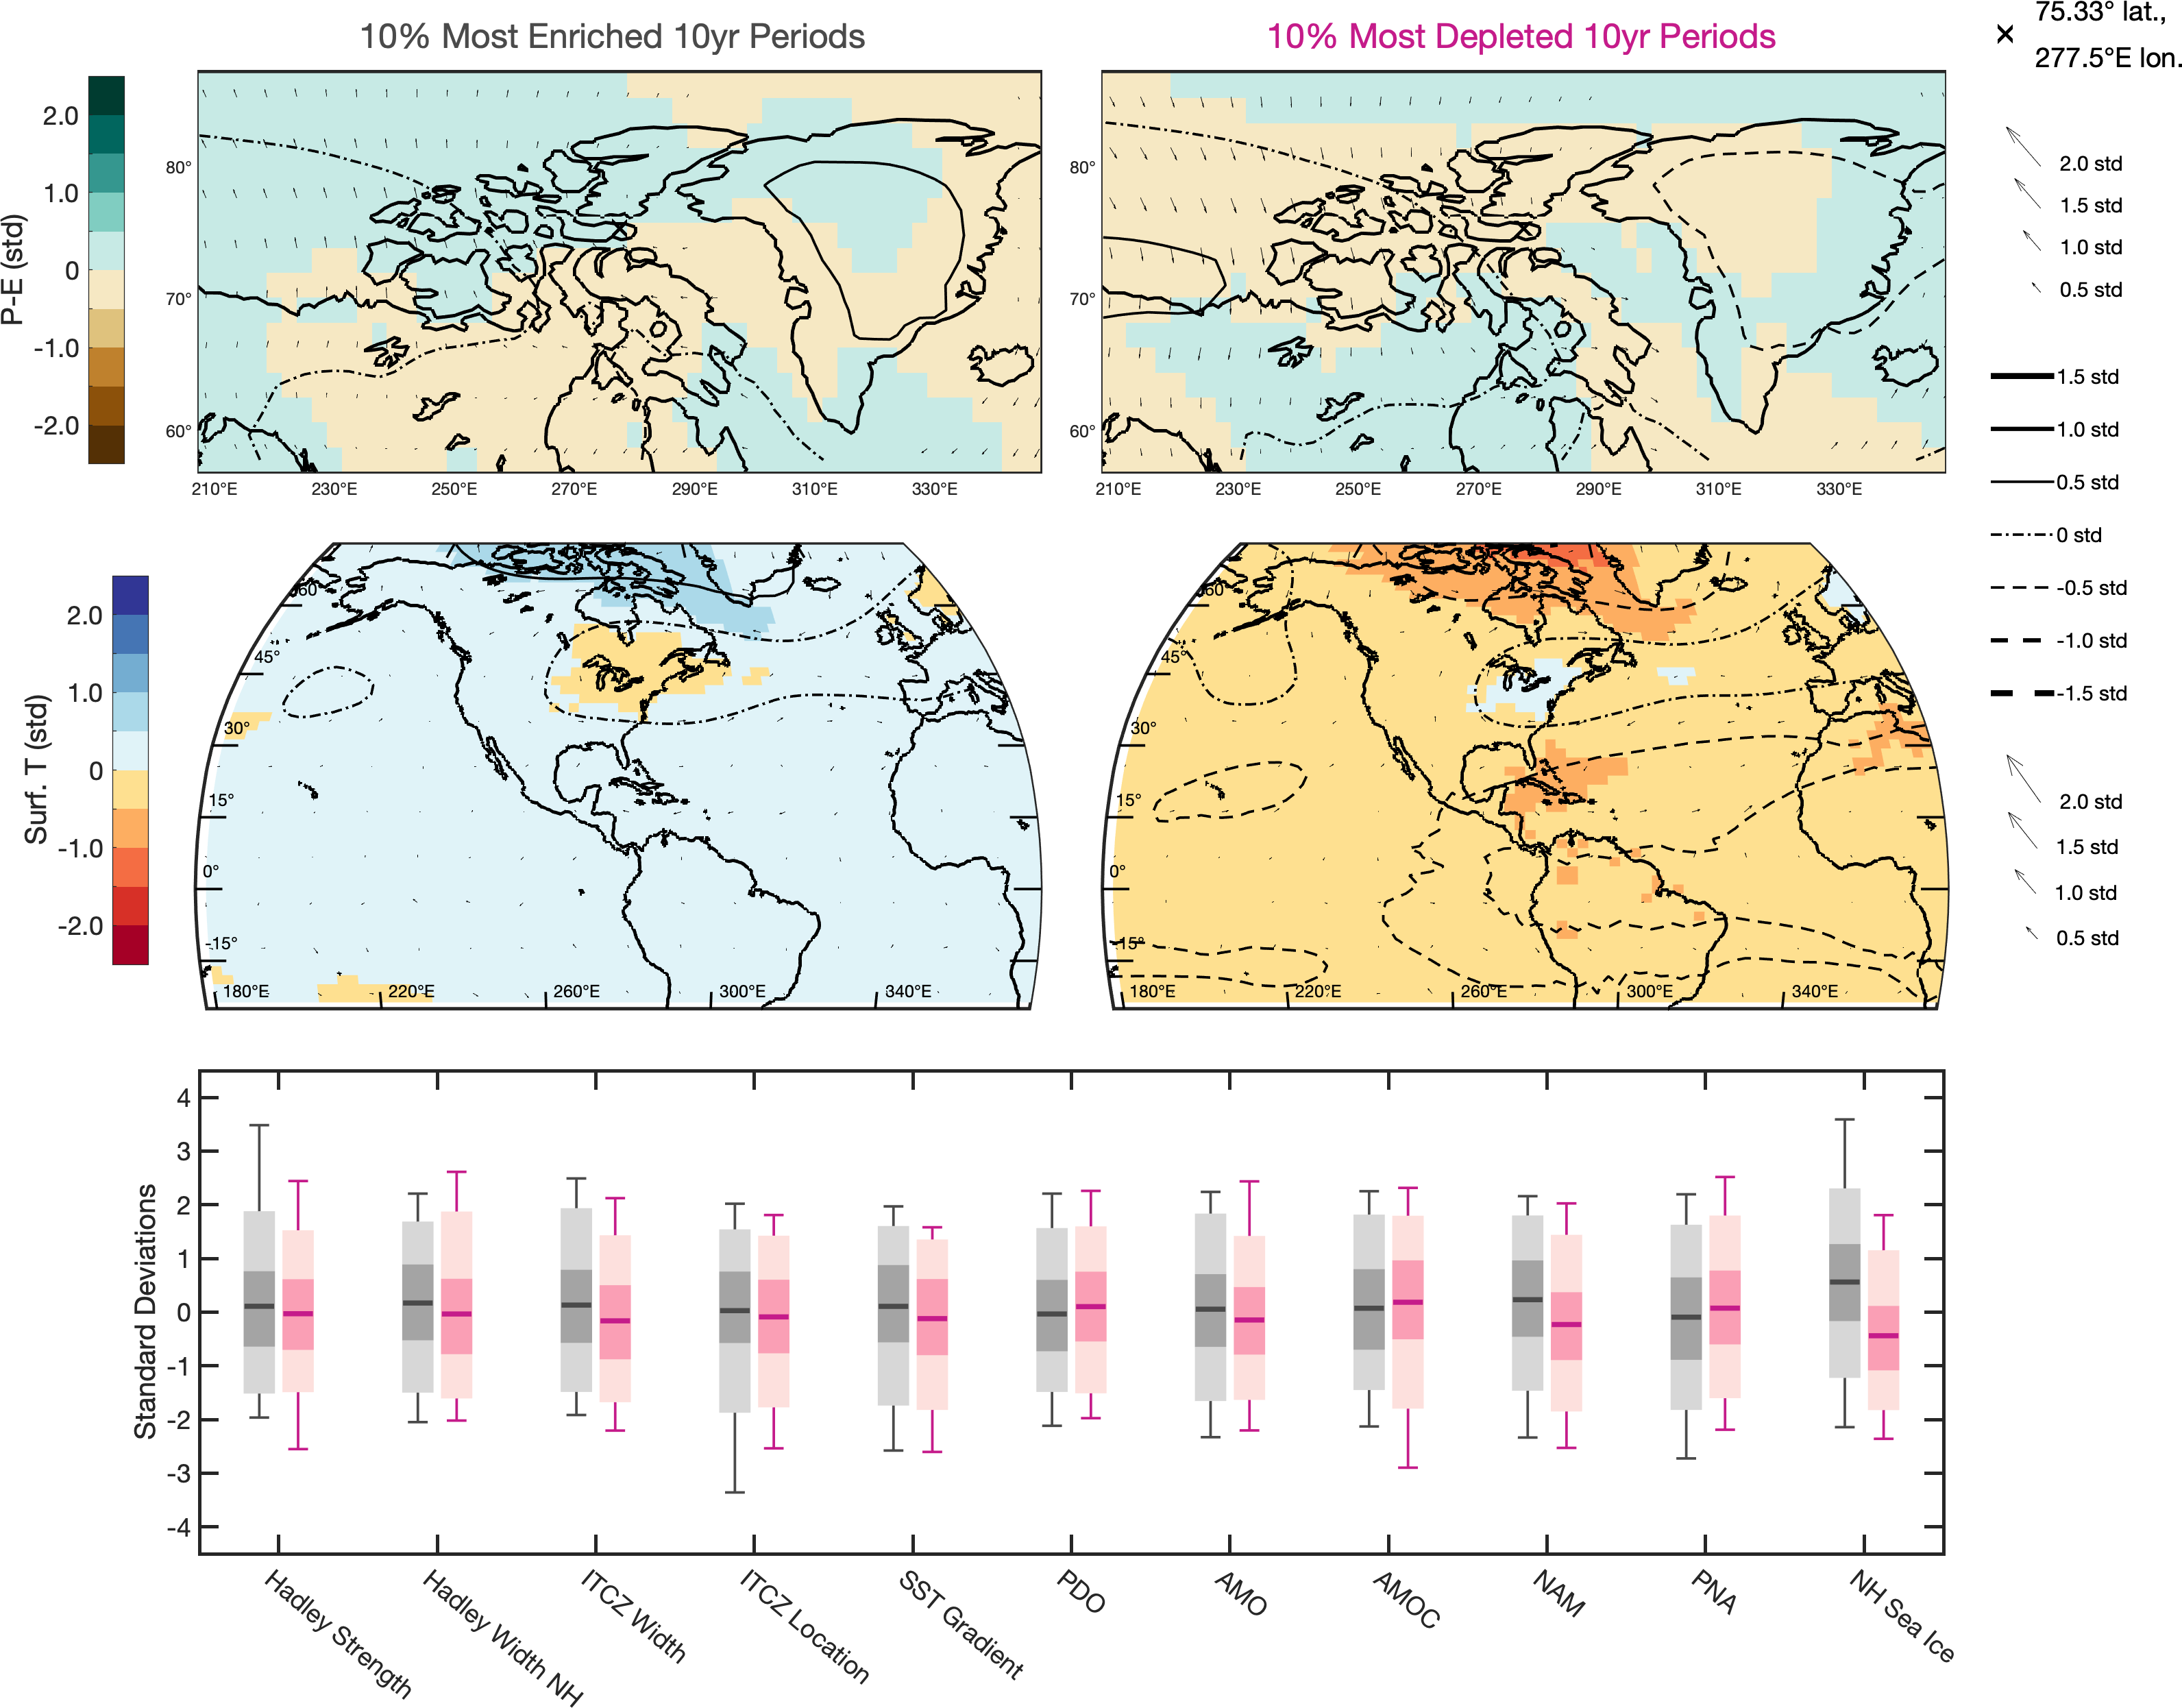 10% Most Enriched 10yr Periods
10% Most Depleted 10yr Periods
75.33° lat.,
277.5°E lon.
P-E (std)
2.0
1.0
0
-1.0
-2.0
80°
70°
60°
210°E 230°E 250°E 270°E 290°E 310°E 330°E
80°
70°
60°
210°E 230°E 250°E 270°E 290°E 310°E 330°E
2.0 std
1.5 std
1.0 std
0.5 std
1.5 std
1.0 std
0.5 std
0 std
-0.5 std
-1.0 std
-1.5 std
Surf. T (std)
2.0
1.0
0
-1.0
-2.0
60°
45°
30°
15°
0°
-15°
180°E 220°E 260°E 300°E 340°E
60°
45°
30°
15°
0°
-15°
180°E 220°E 260°E 300°E 340°E
2.0 std
1.5 std
1.0 std
0.5 std
Standard Deviations
4
3
2
1
0
-1
-2
-3
-4
Hadley Strength
Hadley Width NH
ITCZ Width
ITCZ Location
SST Gradient
PDO
AMO
AMOC
NAM
PNA
NH Sea Ice